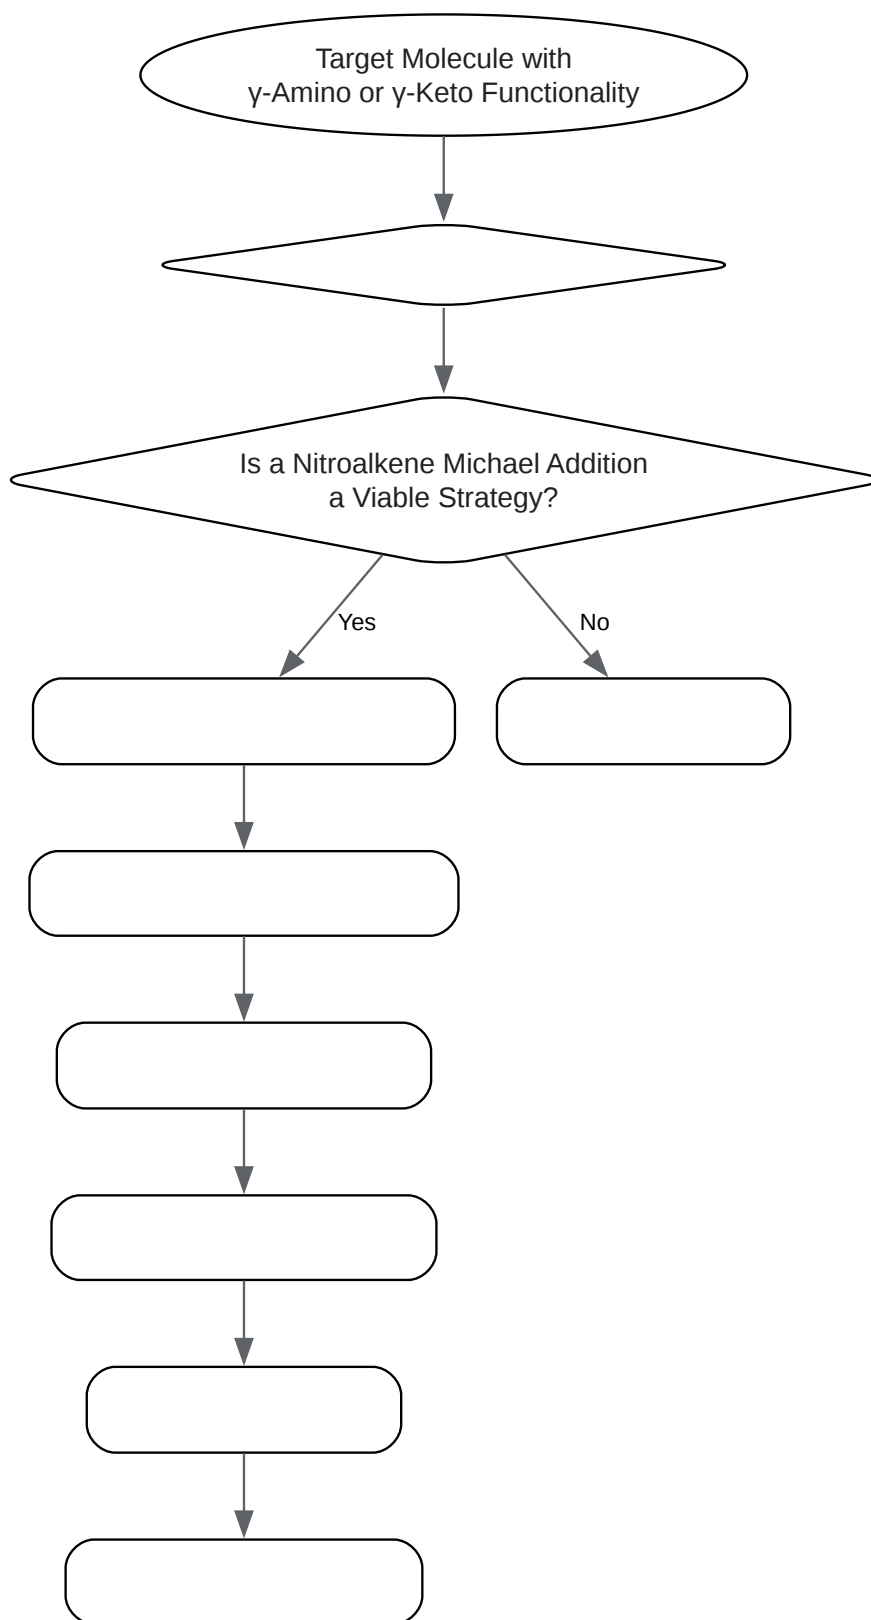 Target Molecule with
γ-Amino or γ-Keto Functionality
Is a Nitroalkene Michael Addition
a Viable Strategy?
Yes
No